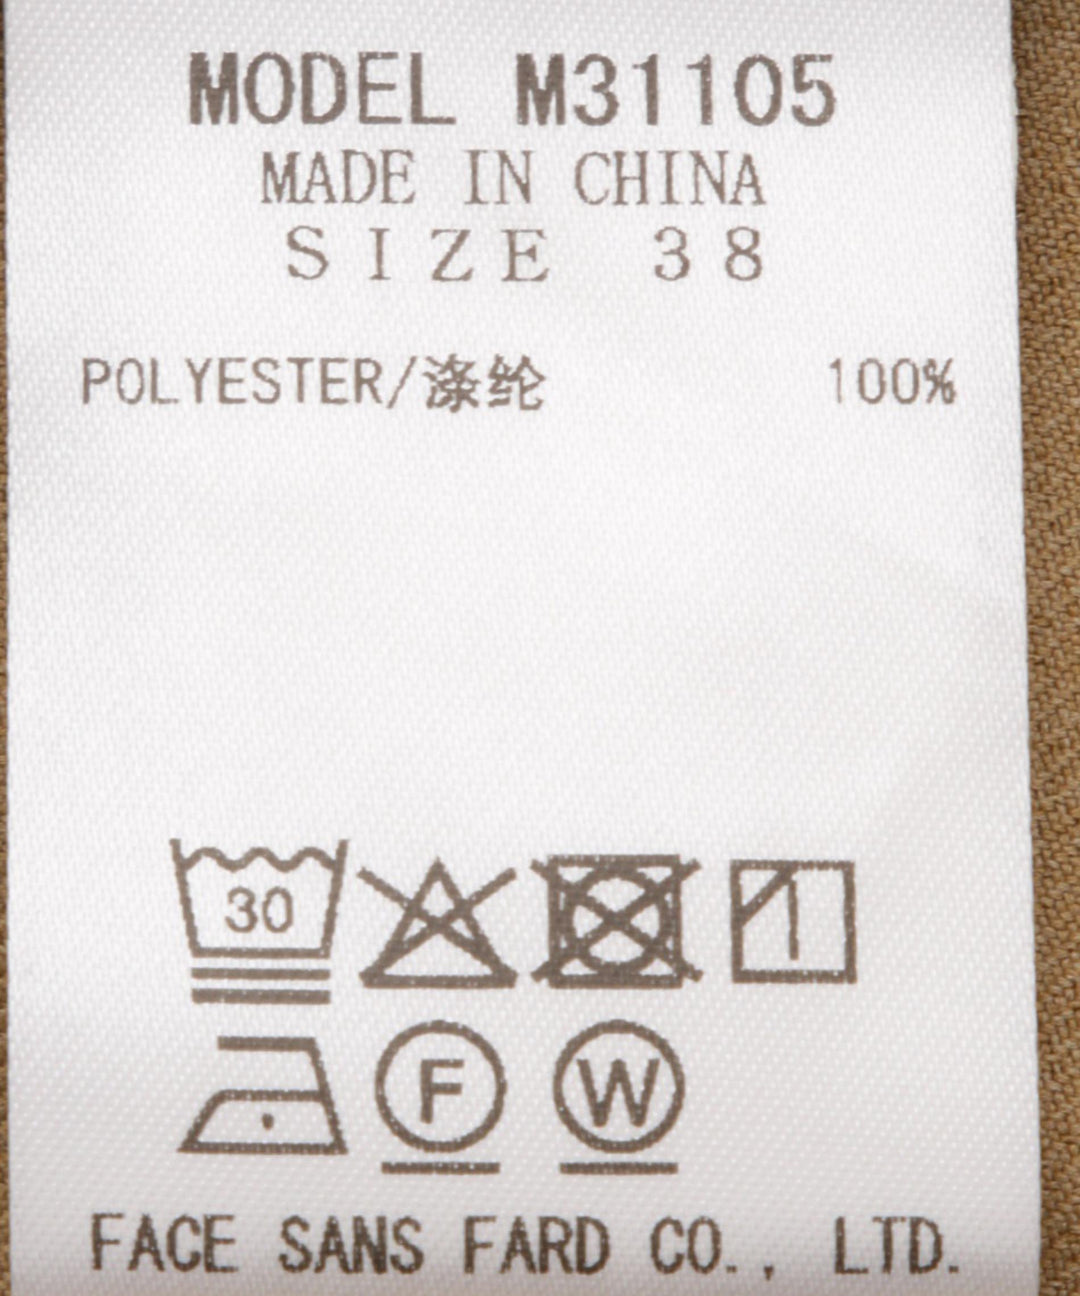 MODEL M31105
MADE IN CHINA
SIZE 38
POLYESTER/涤纶 100%
30
F W
FACE SANS FARD CO., LTD.